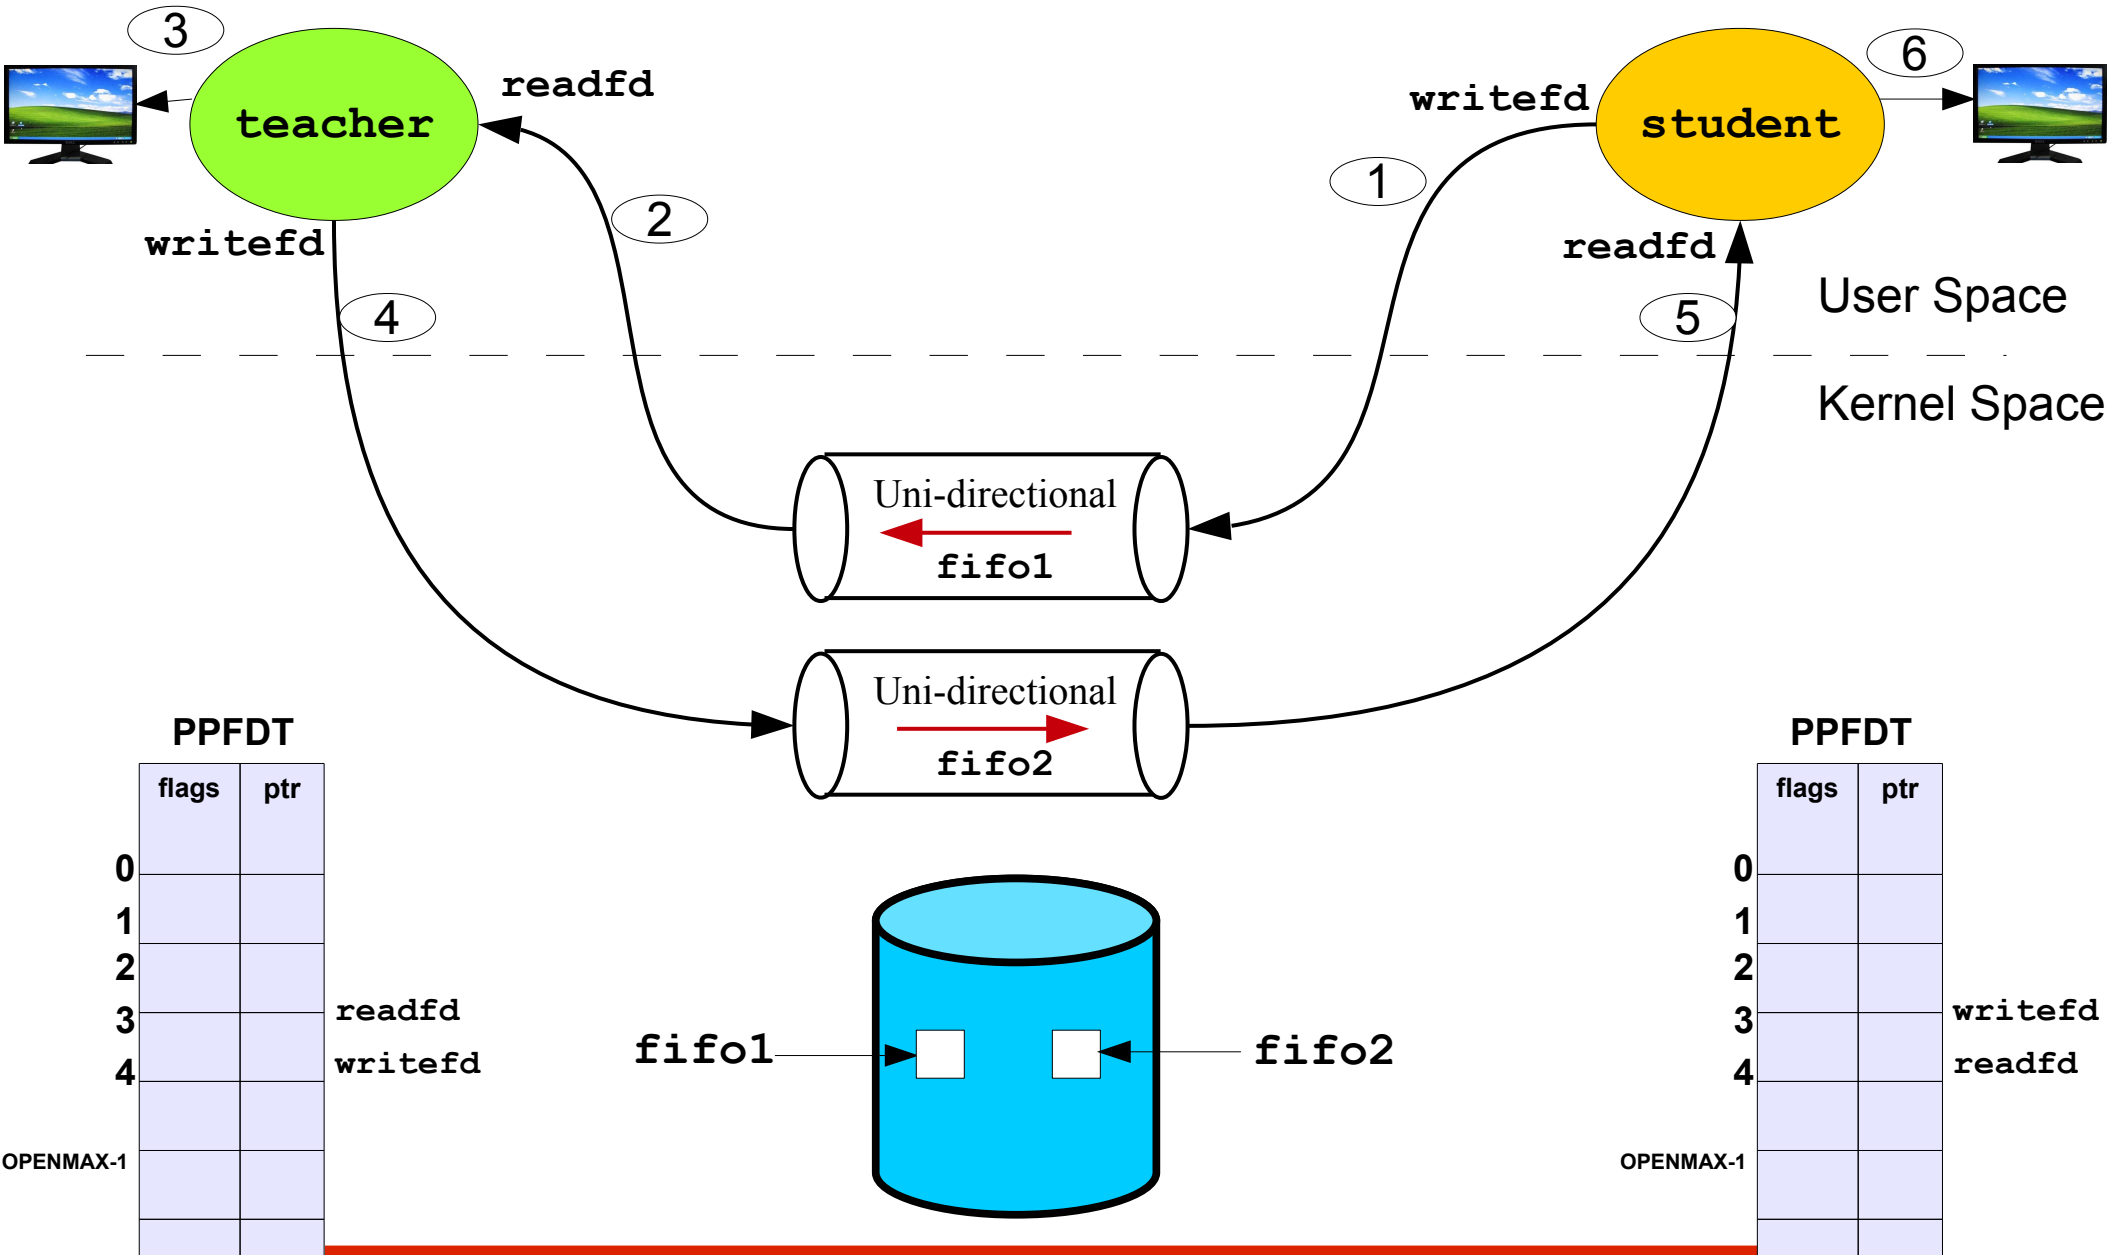 3
6
readfd
writefd
teacher
student
1
2
writefd
readfd
4
5
User Space
Kernel Space
Uni-directional
fifo1
Uni-directional
fifo2
PPFDT
flags ptr
0
1
2
3 readfd
4 writefd
OPENMAX-1
fifo1
fifo2
PPFDT
flags ptr
0
1
2
3 writefd
4 readfd
OPENMAX-1